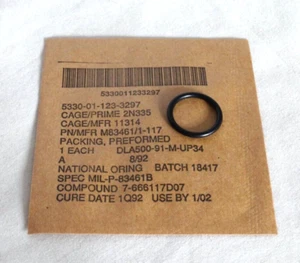 5330011233297
5330-01-123-3297
CAGE/PRIME 2N335
CAGE/MFR 11314
PN/MFR M83461/1-117
PACKING, PREFORMED
1 EACH DLA500-91-M-UP34
A 8/92
NATIONAL ORING BATCH 18417
SPEC MIL-P-83461B
COMPOUND 7-666117D07
CURE DATE 1Q92 USE BY 1/02